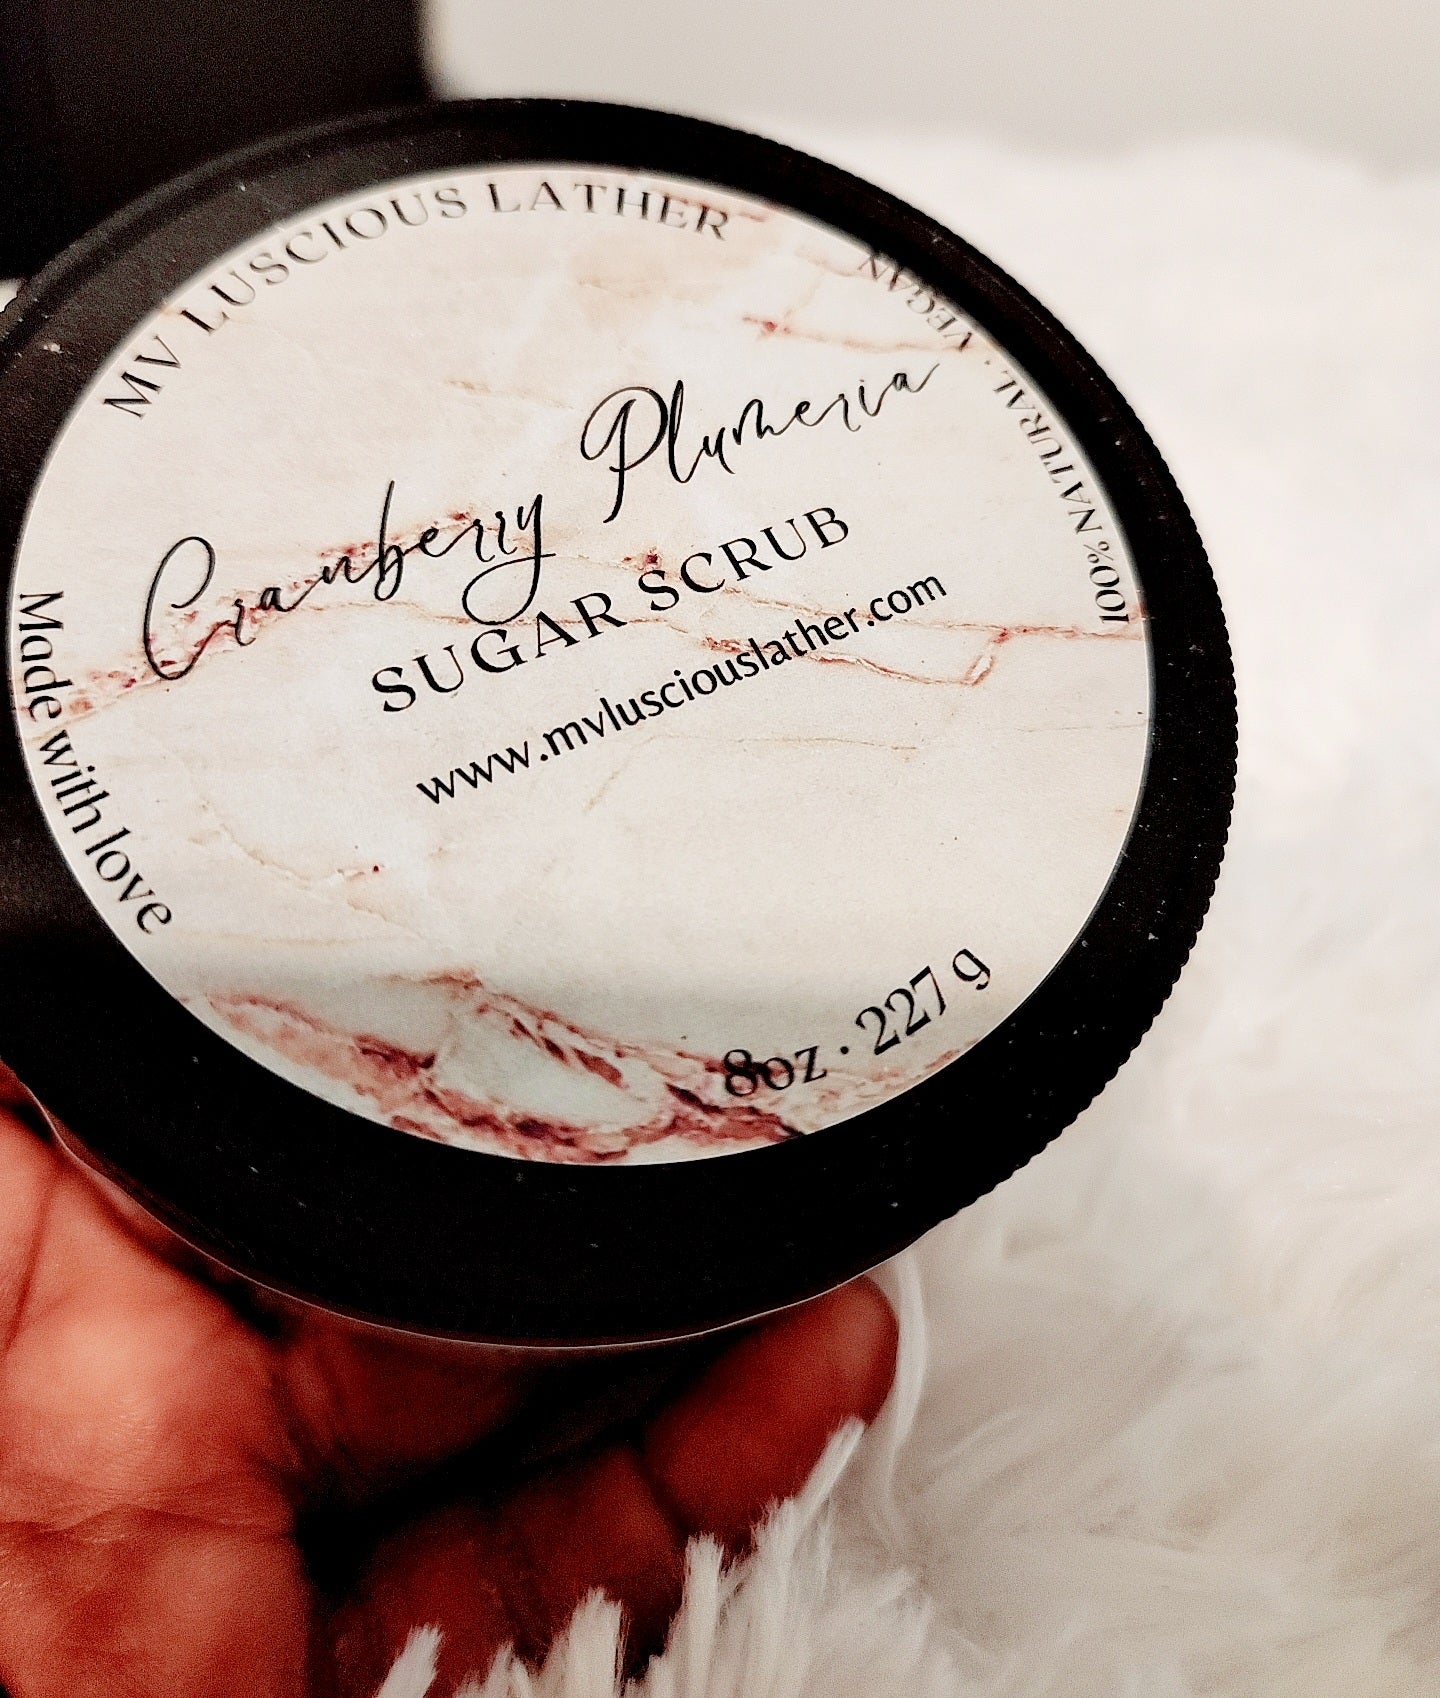 MV LUSCIOUS LATHER
100% NATURAL · VEGAN
Cranberry Plumeria
SUGAR SCRUB
www.mvlusciouslather.com
Made with love
8oz · 227 g